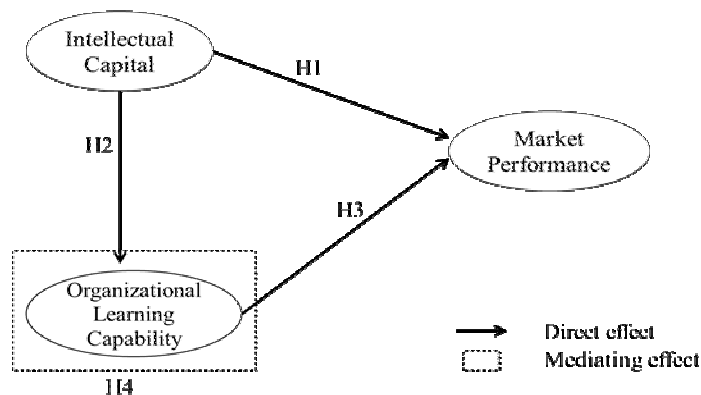 Intellectual
Capital
H1
Market
Performance
H2
H3
Organizational
Learning
Capability
H4
Direct effect
Mediating effect